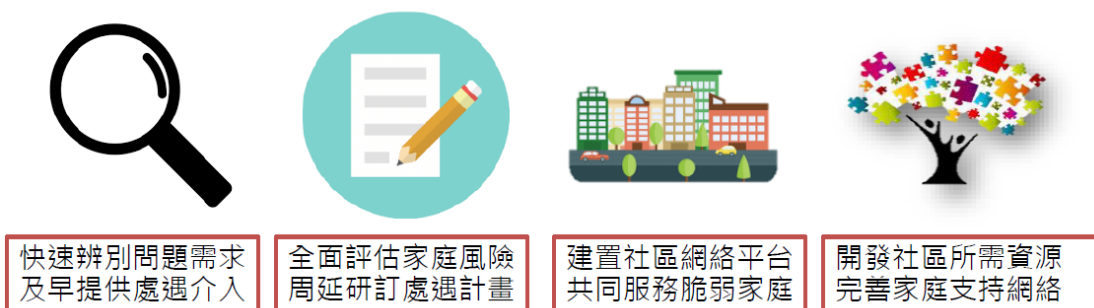 快速辨別問題需求
及早提供處遇介入
全面評估家庭風險
周延研訂處遇計畫
建置社區網絡平台
共同服務脆弱家庭
開發社區所需資源
完善家庭支持網絡